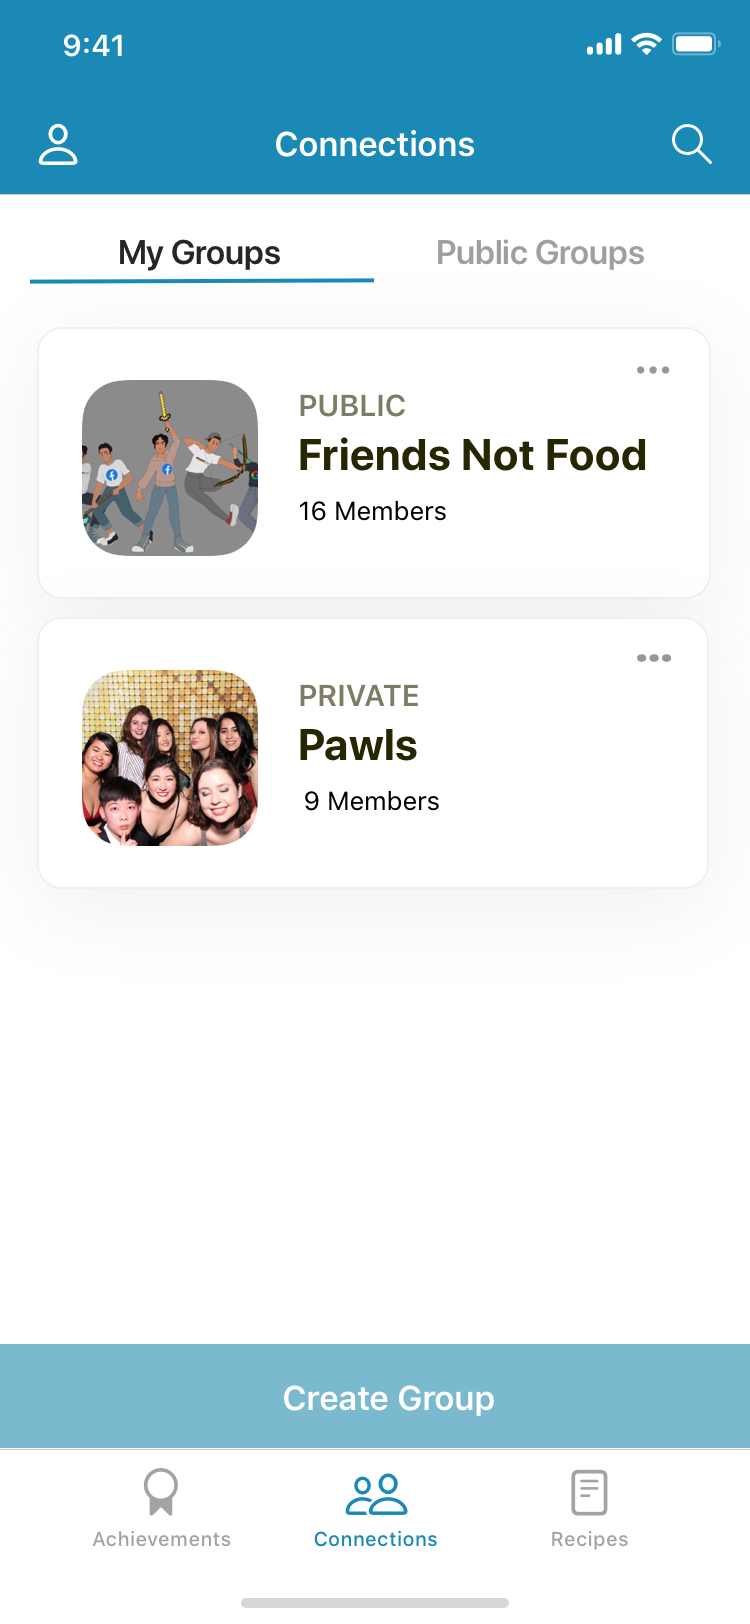 9:41
Connections
My Groups
Public Groups
PUBLIC
Friends Not Food
16 Members
PRIVATE
Pawls
9 Members
Create Group
Achievements
Connections
Recipes